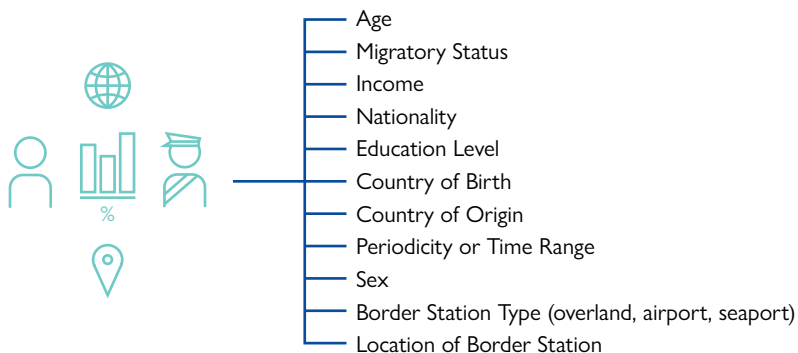 Age
Migratory Status
Income
Nationality
Education Level
Country of Birth
Country of Origin
Periodicity or Time Range
Sex
Border Station Type (overland, airport, seaport)
Location of Border Station
%